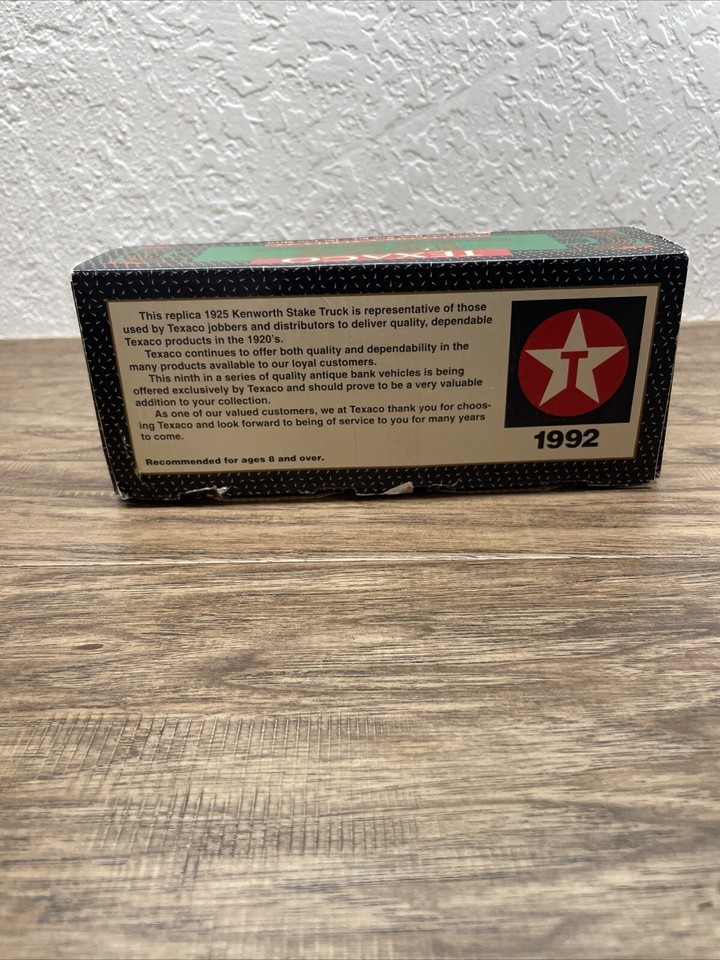 TEXACO
This replica 1925 Kenworth Stake Truck is representative of those
used by Texaco jobbers and distributors to deliver quality, dependable
Texaco products in the 1920's.
Texaco continues to offer both quality and dependability in the
many products available to our loyal customers.
This ninth in a series of quality antique bank vehicles is being
offered exclusively by Texaco and should prove to be a very valuable
addition to your collection.
As one of our valued customers, we at Texaco thank you for choos-
ing Texaco and look forward to being of service to you for many years
to come.
Recommended for ages 8 and over.
T
1992